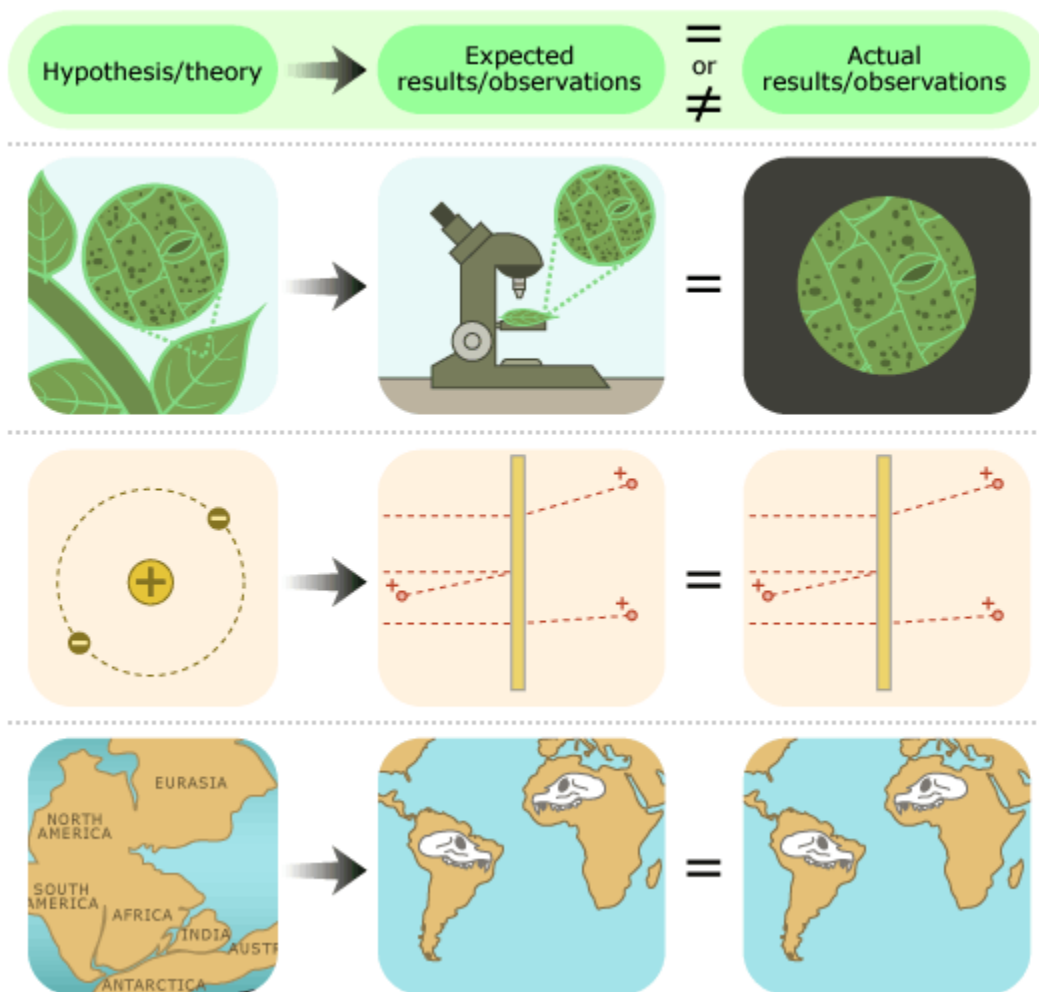 Hypothesis/theory
Expected
results/observations
=
or
≠
Actual
results/observations
=
+
−
−
+
+
+
=
+
+
+
EURASIA
NORTH
AMERICA
SOUTH
AMERICA
AFRICA
INDIA
AUSTR
ANTARCTICA
=